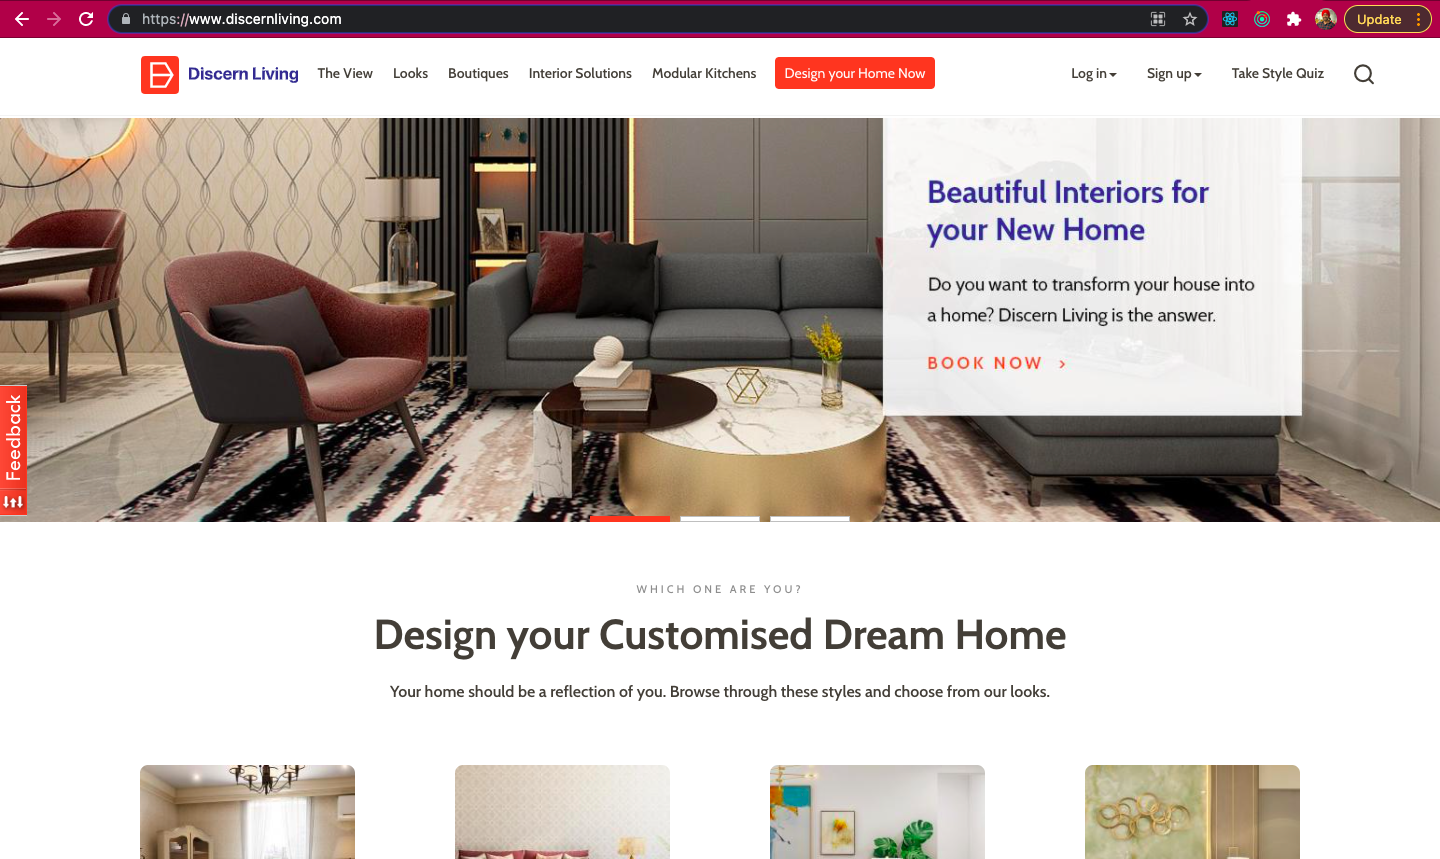 https://www.discernliving.com
Update
Discern Living
The View
Looks
Boutiques
Interior Solutions
Modular Kitchens
Design your Home Now
Log in
Sign up
Take Style Quiz
Beautiful Interiors for
your New Home
Do you want to transform your house into
a home? Discern Living is the answer.
BOOK NOW >
Feedback
WHICH ONE ARE YOU?
Design your Customised Dream Home
Your home should be a reflection of you. Browse through these styles and choose from our looks.